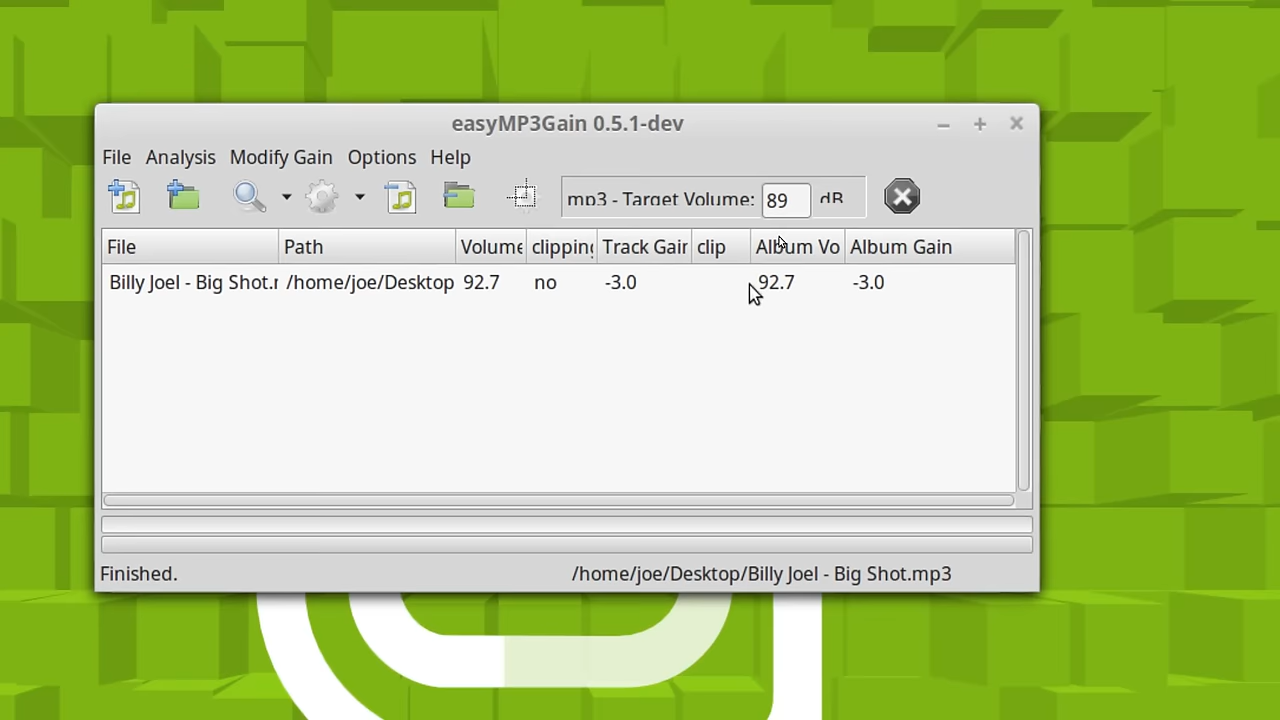 easyMP3Gain 0.5.1-dev
File Analysis Modify Gain Options Help
mp3 - Target Volume: 89 dB
File Path Volume clipping Track Gain clip Album Vo Album Gain
Billy Joel - Big Shot.r /home/joe/Desktop 92.7 no -3.0 92.7 -3.0
Finished. /home/joe/Desktop/Billy Joel - Big Shot.mp3